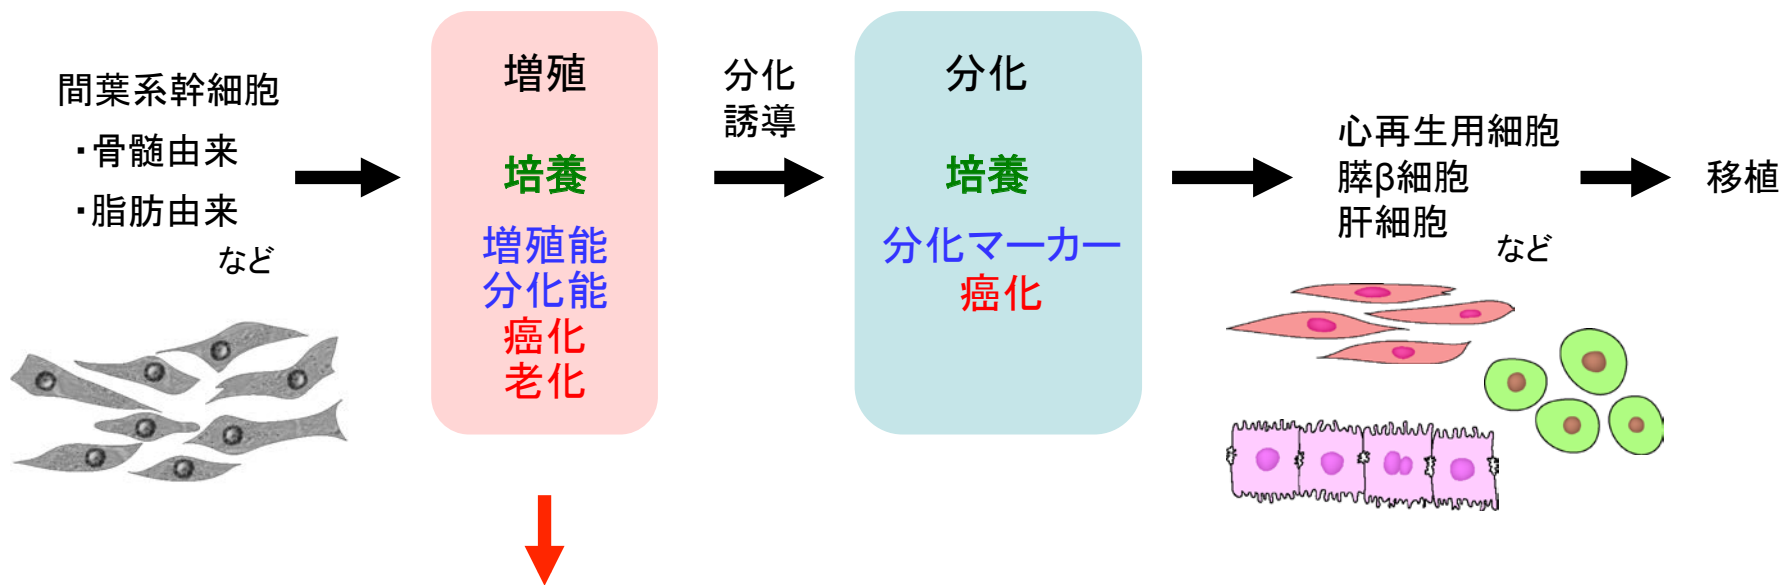 間葉系幹細胞
・骨髄由来
・脂肪由来
など
増殖
培養
増殖能
分化能
癌化
老化
分化
誘導
分化
培養
分化マーカー
癌化
心再生用細胞
膵β細胞
肝細胞
など
移植